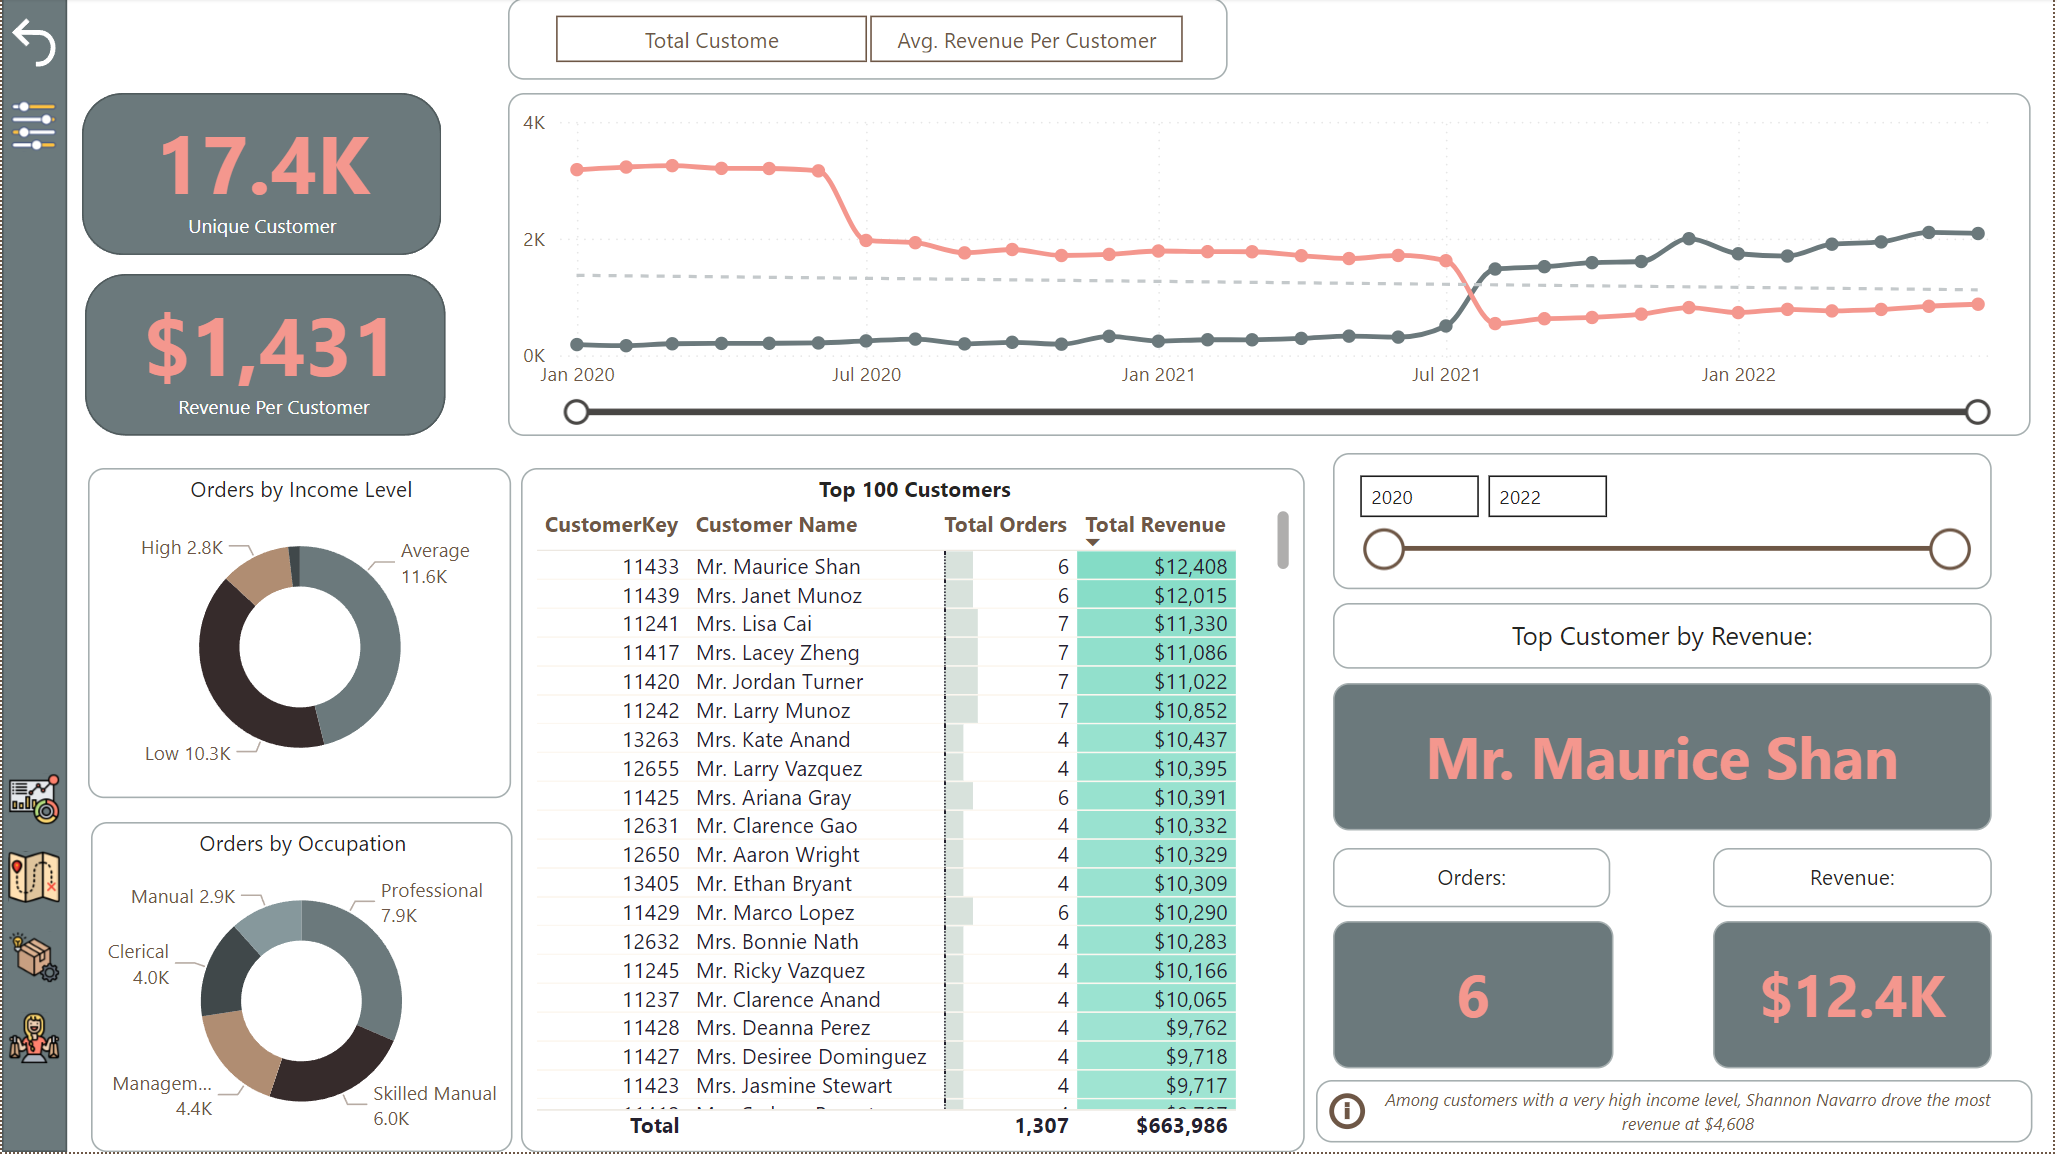 Total Custome
Avg. Revenue Per Customer
17.4K
Unique Customer
$1,431
Revenue Per Customer
4K
2K
0K
Jan 2020
Jul 2020
Jan 2021
Jul 2021
Jan 2022
Orders by Income Level
High 2.8K
Average
11.6K
Low 10.3K
Orders by Occupation
Manual 2.9K
Professional
7.9K
Clerical
4.0K
Managem...
4.4K
Skilled Manual
6.0K
Top 100 Customers
CustomerKey Customer Name Total Orders Total Revenue
11433 Mr. Maurice Shan 6 $12,408
11439 Mrs. Janet Munoz 6 $12,015
11241 Mrs. Lisa Cai 7 $11,330
11417 Mrs. Lacey Zheng 7 $11,086
11420 Mr. Jordan Turner 7 $11,022
11242 Mr. Larry Munoz 7 $10,852
13263 Mrs. Kate Anand 4 $10,437
12655 Mr. Larry Vazquez 4 $10,395
11425 Mrs. Ariana Gray 6 $10,391
12631 Mr. Clarence Gao 4 $10,332
12650 Mr. Aaron Wright 4 $10,329
13405 Mr. Ethan Bryant 4 $10,309
11429 Mr. Marco Lopez 6 $10,290
12632 Mrs. Bonnie Nath 4 $10,283
11245 Mr. Ricky Vazquez 4 $10,166
11237 Mr. Clarence Anand 4 $10,065
11428 Mrs. Deanna Perez 4 $9,762
11427 Mrs. Desiree Dominguez 4 $9,718
11423 Mrs. Jasmine Stewart 4 $9,717
Total 1,307 $663,986
2020
2022
Top Customer by Revenue:
Mr. Maurice Shan
Orders:
Revenue:
6
$12.4K
Among customers with a very high income level, Shannon Navarro drove the most
revenue at $4,608